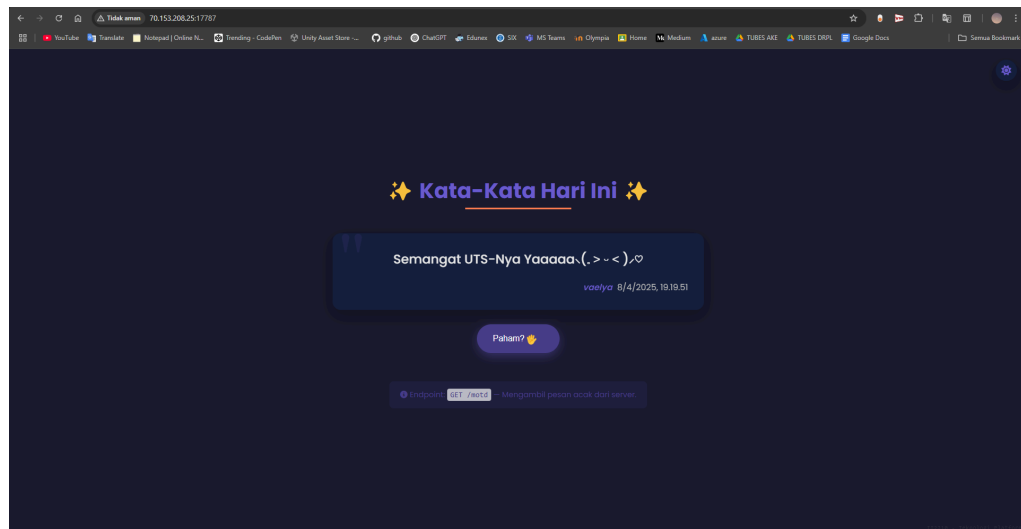 Tidak aman 70.153.208.25:17787
YouTube Translate Notepad | Online N... Trending - CodePen Unity Asset Store -... github ChatGPT Edunex SIX MS Teams Olympia Home Medium azure TUBES AKE TUBES DRPL Google Docs Semua Bookmark
✨ Kata-Kata Hari Ini ✨
Semangat UTS-Nya Yaaaaa⸜(｡˃ ᵕ ˂ )⸝♡
vaelya 8/4/2025, 19.19.51
Paham? 🖐
Endpoint: GET /motd — Mengambil pesan acak dari server.